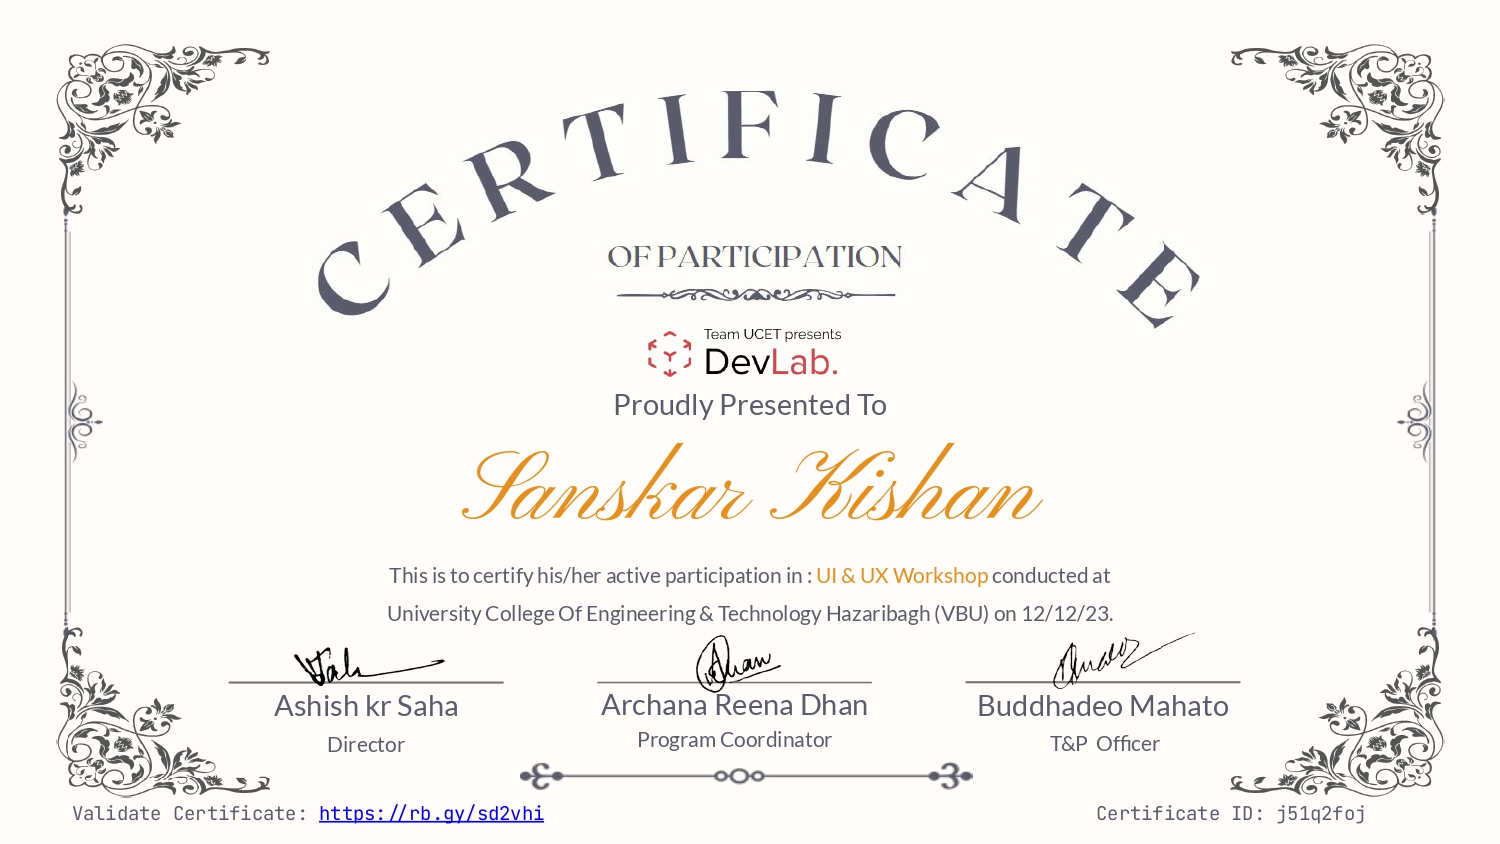 CERTIFICATE
OF PARTICIPATION
Team UCET presents
DevLab.
Proudly Presented To
Sanskar Kishan
This is to certify his/her active participation in : UI & UX Workshop conducted at
University College Of Engineering & Technology Hazaribagh (VBU) on 12/12/23.
Ashish kr Saha
Director
Archana Reena Dhan
Program Coordinator
Buddhadeo Mahato
T&P Officer
Validate Certificate: https://rb.gy/sd2vhi
Certificate ID: j51q2foj